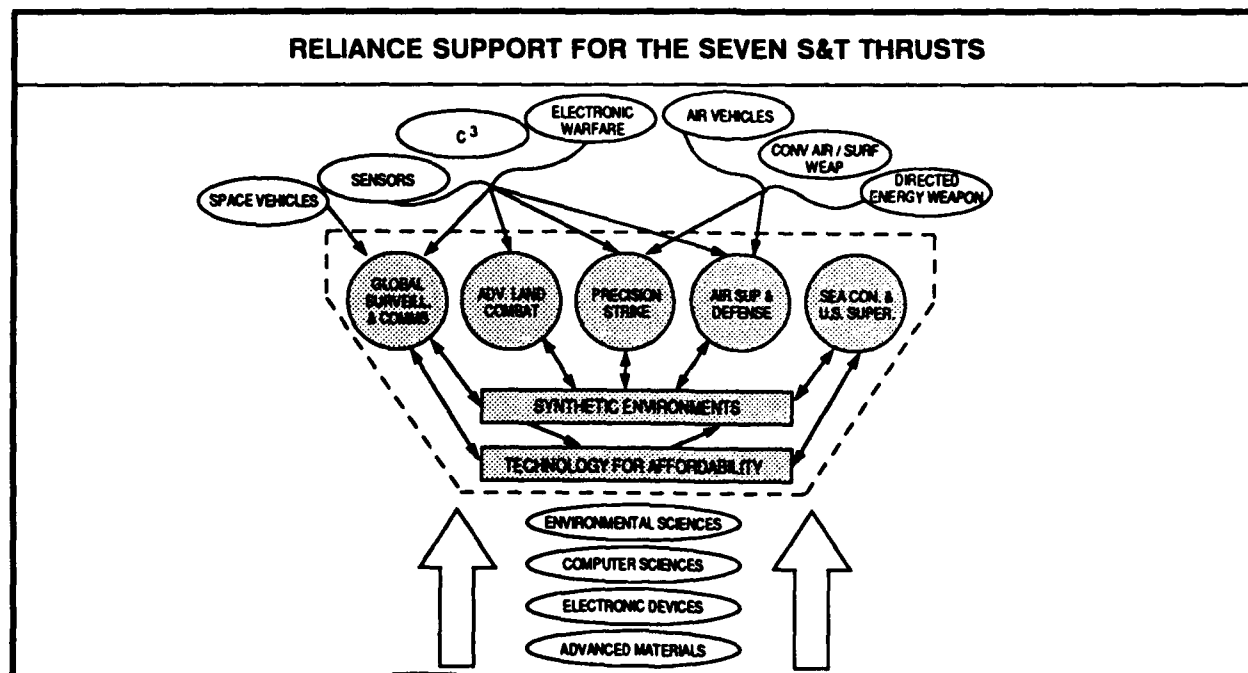 RELIANCE SUPPORT FOR THE SEVEN S&T THRUSTS
ELECTRONIC
WARFARE
AIR VEHICLES
C³
CONV AIR / SURF
WEAP
SENSORS
DIRECTED
ENERGY WEAPON
SPACE VEHICLES
GLOBAL
SURVEILL.
& COMMS
ADV. LAND
COMBAT
PRECISION
STRIKE
AIR SUP &
DEFENSE
SEA CON. &
U.S. SUPER.
SYNTHETIC ENVIRONMENTS
TECHNOLOGY FOR AFFORDABILITY
ENVIRONMENTAL SCIENCES
COMPUTER SCIENCES
ELECTRONIC DEVICES
ADVANCED MATERIALS